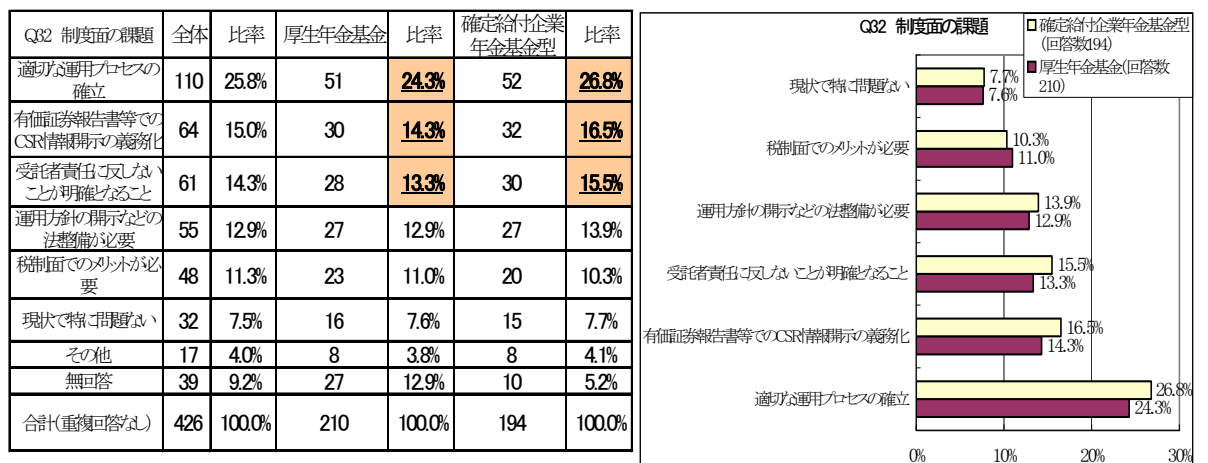 Q32 制度面の課題 全体 比率 厚生年金基金 比率 確定給付企業年金基金型 比率
適切な運用プロセスの確立 110 25.8% 51 24.3% 52 26.8%
有価証券報告書等でのCSR情報開示の義務化 64 15.0% 30 14.3% 32 16.5%
受託者責任に反しないことが明確となること 61 14.3% 28 13.3% 30 15.5%
運用方針の開示などの法整備が必要 55 12.9% 27 12.9% 27 13.9%
税制面でのメリットが必要 48 11.3% 23 11.0% 20 10.3%
現状で特に問題ない 32 7.5% 16 7.6% 15 7.7%
その他 17 4.0% 8 3.8% 8 4.1%
無回答 39 9.2% 27 12.9% 10 5.2%
合計(重複回答なし) 426 100.0% 210 100.0% 194 100.0%
Q32 制度面の課題
確定給付企業年金基金型
(回答数194)
厚生年金基金(回答数
210)
現状で特に問題ない 7.7%
7.6%
税制面でのメリットが必要 10.3%
11.0%
運用方針の開示などの法整備が必要 13.9%
12.9%
受託者責任に反しないことが明確となること 15.5%
13.3%
有価証券報告書等でのCSR情報開示の義務化 16.5%
14.3%
適切な運用プロセスの確立 26.8%
24.3%
0% 10% 20% 30%